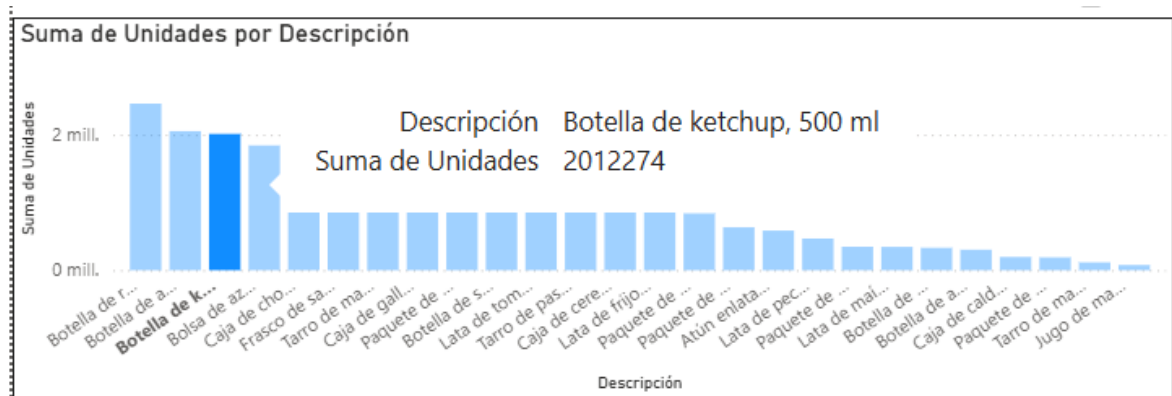 Suma de Unidades por Descripción
Suma de Unidades
2 mill.
0 mill.
Descripción Botella de ketchup, 500 ml
Suma de Unidades 2012274
Botella de r...
Botella de a...
Botella de k...
Bolsa de az...
Caja de cho...
Frasco de sa...
Tarro de ma...
Caja de gall...
Paquete de ...
Botella de s...
Lata de tom...
Tarro de pas...
Caja de cere...
Lata de frijo...
Paquete de ...
Paquete de ...
Atún enlata...
Lata de pec...
Paquete de ...
Lata de maí...
Botella de ...
Botella de a...
Caja de cald...
Paquete de ...
Tarro de ma...
Jugo de ma...
Descripción